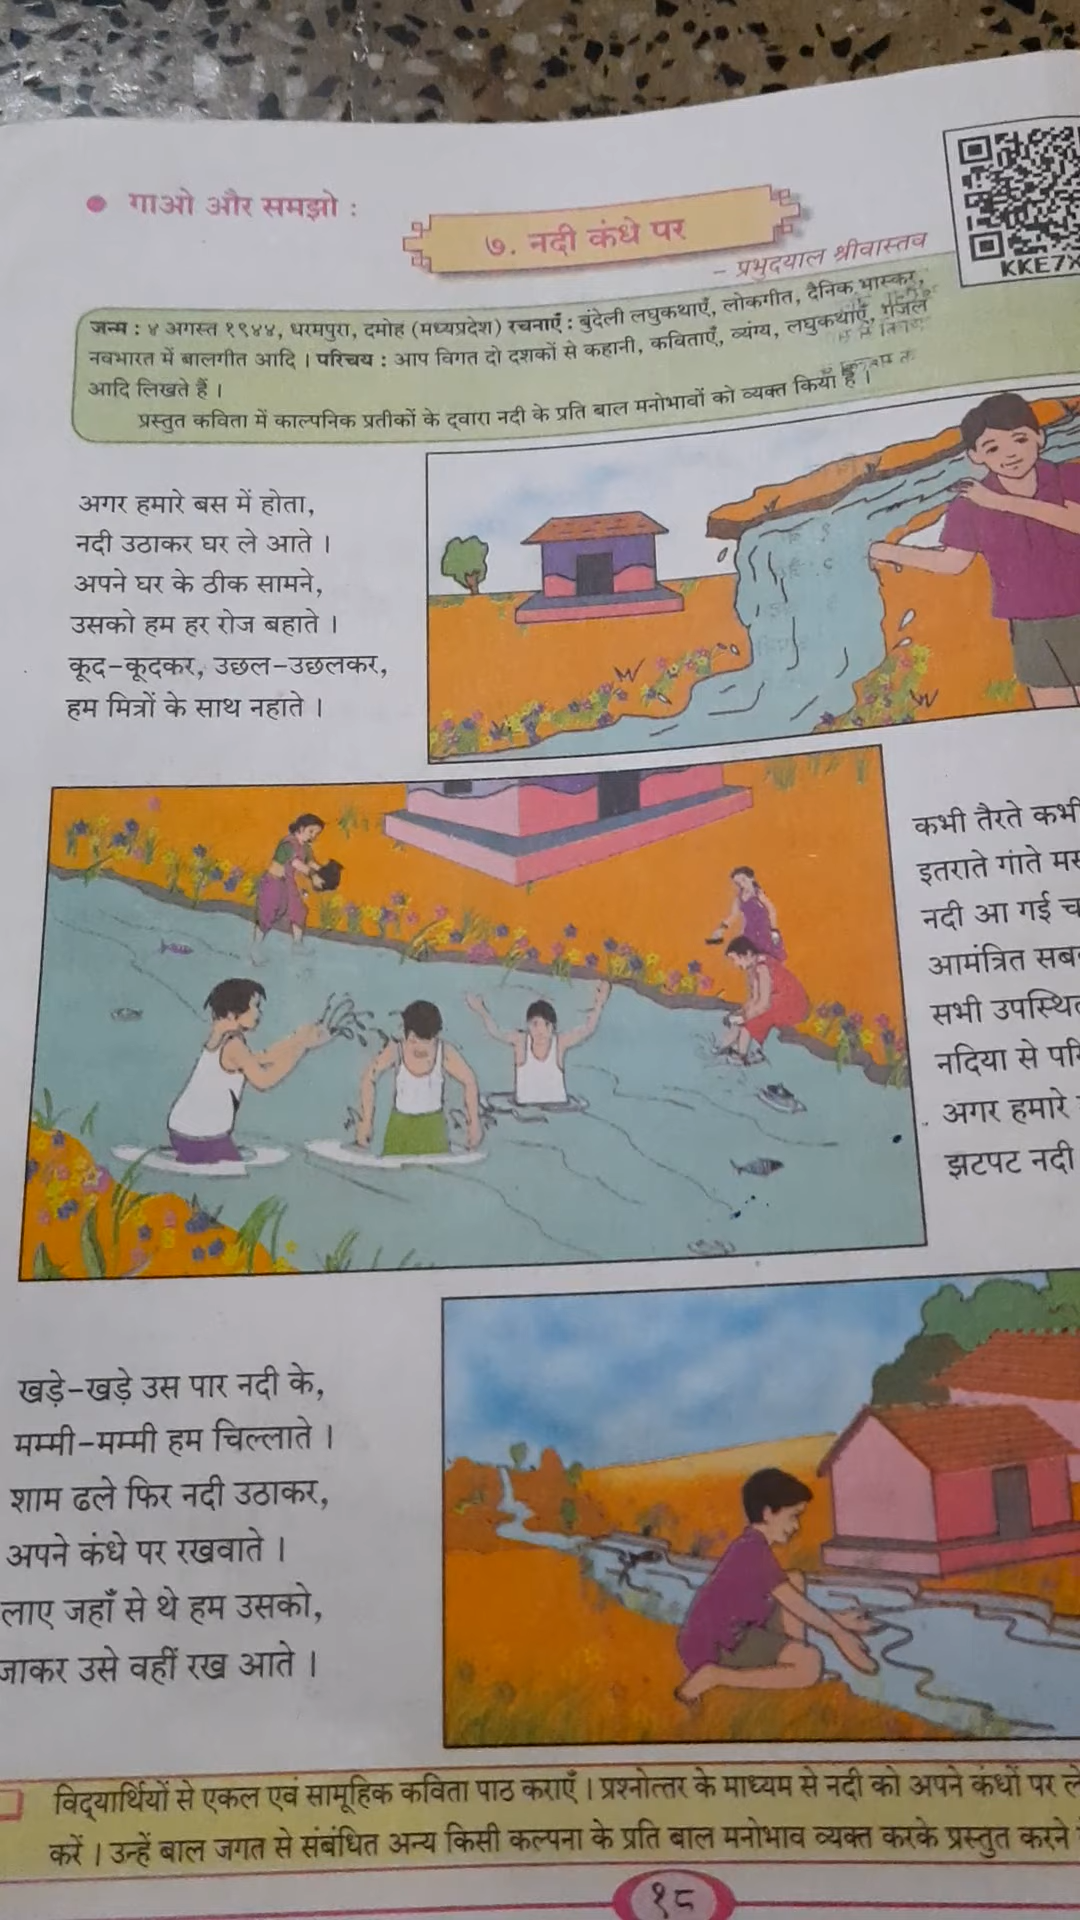 • गाओ और समझो :
७. नदी कंधे पर
- प्रभुदयाल श्रीवास्तव
KKE7X
जन्म : ४ अगस्त १९४४, धरमपुरा, दमोह (मध्यप्रदेश) रचनाएँ : बुंदेली लघुकथाएँ, लोकगीत, दैनिक भास्कर,
नवभारत में बालगीत आदि । परिचय : आप विगत दो दशकों से कहानी, कविताएँ, व्यंग्य, लघुकथाएँ, गजल
आदि लिखते हैं ।
प्रस्तुत कविता में काल्पनिक प्रतीकों के द्‌वारा नदी के प्रति बाल मनोभावों को व्यक्त किया है ।
अगर हमारे बस में होता,
नदी उठाकर घर ले आते ।
अपने घर के ठीक सामने,
उसको हम हर रोज बहाते ।
कूद-कूदकर, उछल-उछलकर,
हम मित्रों के साथ नहाते ।
कभी तैरते कभी
इतराते गाते
नदी आ गई
आमंत्रित
सभी
नदिया से
अगर हमारे
झटपट नदी
खड़े-खड़े उस पार नदी के,
मम्मी-मम्मी हम चिल्लाते ।
शाम ढले फिर नदी उठाकर,
अपने कंधे पर रखवाते ।
लाए जहाँ से थे हम उसको,
जाकर उसे वहीं रख आते ।
विद्‌यार्थियों से एकल एवं सामूहिक कविता पाठ कराएँ । प्रश्नोत्तर के माध्यम से नदी को अपने कंधों पर
करें । उन्हें बाल जगत से संबंधित अन्य किसी कल्पना के प्रति बाल मनोभाव व्यक्त करके प्रस्तुत करने
१८